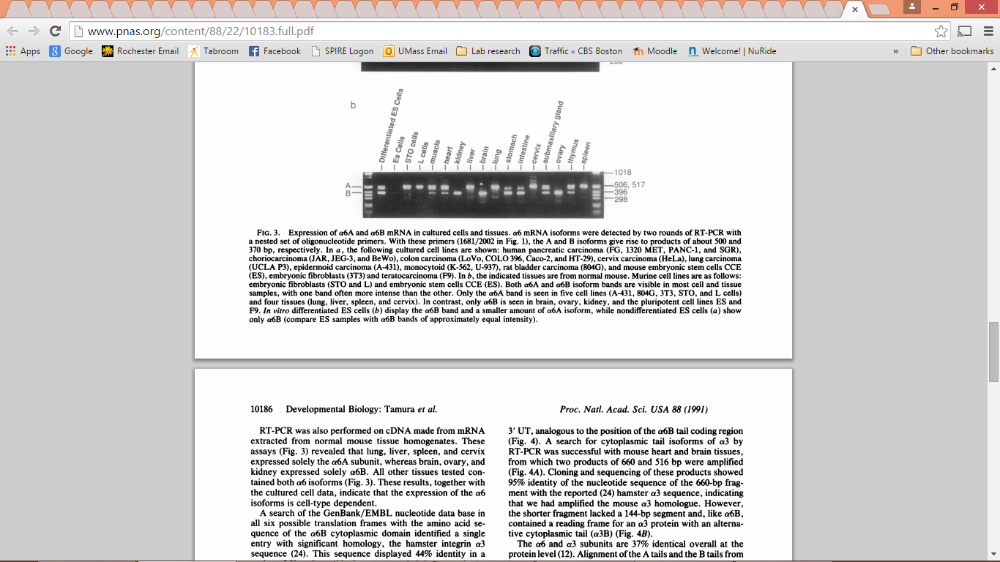 www.pnas.org/content/88/22/10183.full.pdf
Apps Google Rochester Email Tabroom Facebook SPIRE Logon UMass Email Lab research Traffic « CBS Boston Moodle Welcome! | NuRide » Other bookmarks
b
Differentiated ES Cells
Es Cells
STO cells
L cells
muscle
heart
kidney
liver
brain
lung
stomach
intestine
cervix
submaxillary gland
ovary
thymus
spleen
1018
A
506, 517
B
396
298
FIG. 3. Expression of α6A and α6B mRNA in cultured cells and tissues. α6 mRNA isoforms were detected by two rounds of RT-PCR with
a nested set of oligonucleotide primers. With these primers (1681/2002 in Fig. 1), the A and B isoforms give rise to products of about 500 and
370 bp, respectively. In a, the following cultured cell lines are shown: human pancreatic carcinoma (FG, 1320 MET, PANC-1, and SGR),
choriocarcinoma (JAR, JEG-3, and BeWo), colon carcinoma (LoVo, COLO 396, Caco-2, and HT-29), cervix carcinoma (HeLa), lung carcinoma
(UCLA P3), epidermoid carcinoma (A-431), monocytoid (K-562, U-937), rat bladder carcinoma (804G), and mouse embryonic stem cells CCE
(ES), embryonic fibroblasts (3T3) and teratocarcinoma (F9). In b, the indicated tissues are from normal mouse. Murine cell lines are as follows:
embryonic fibroblasts (STO and L) and embryonic stem cells CCE (ES). Both α6A and α6B isoform bands are visible in most cell and tissue
samples, with one band often more intense than the other. Only the α6A band is seen in five cell lines (A-431, 804G, 3T3, STO, and L cells)
and four tissues (lung, liver, spleen, and cervix). In contrast, only α6B is seen in brain, ovary, kidney, and the pluripotent cell lines ES and
F9. In vitro differentiated ES cells (b) display the α6B band and a smaller amount of α6A isoform, while nondifferentiated ES cells (a) show
only α6B (compare ES samples with α6B bands of approximately equal intensity).
10186 Developmental Biology: Tamura et al.
Proc. Natl. Acad. Sci. USA 88 (1991)
RT-PCR was also performed on cDNA made from mRNA
extracted from normal mouse tissue homogenates. These
assays (Fig. 3) revealed that lung, liver, spleen, and cervix
expressed solely the α6A subunit, whereas brain, ovary, and
kidney expressed solely α6B. All other tissues tested con-
tained both α6 isoforms (Fig. 3). These results, together with
the cultured cell data, indicate that the expression of the α6
isoforms is cell-type dependent.
A search of the GenBank/EMBL nucleotide data base in
all six possible translation frames with the amino acid se-
quence of the α6B cytoplasmic domain identified a single
entry with significant homology, the hamster integrin α3
sequence (24). This sequence displayed 44% identity in a
3′ UT, analogous to the position of the α6B tail coding region
(Fig. 4). A search for cytoplasmic tail isoforms of α3 by
RT-PCR was successful with mouse heart and brain tissues,
from which two products of 660 and 516 bp were amplified
(Fig. 4A). Cloning and sequencing of these products showed
95% identity of the nucleotide sequence of the 660-bp frag-
ment with the reported (24) hamster α3 sequence, indicating
that we had amplified the mouse α3 homologue. However,
the shorter fragment lacked a 144-bp segment and, like α6B,
contained a reading frame for an α3 protein with an alterna-
tive cytoplasmic tail (α3B) (Fig. 4B).
The α6 and α3 subunits are 37% identical overall at the
protein level (12). Alignment of the A tails and the B tails from